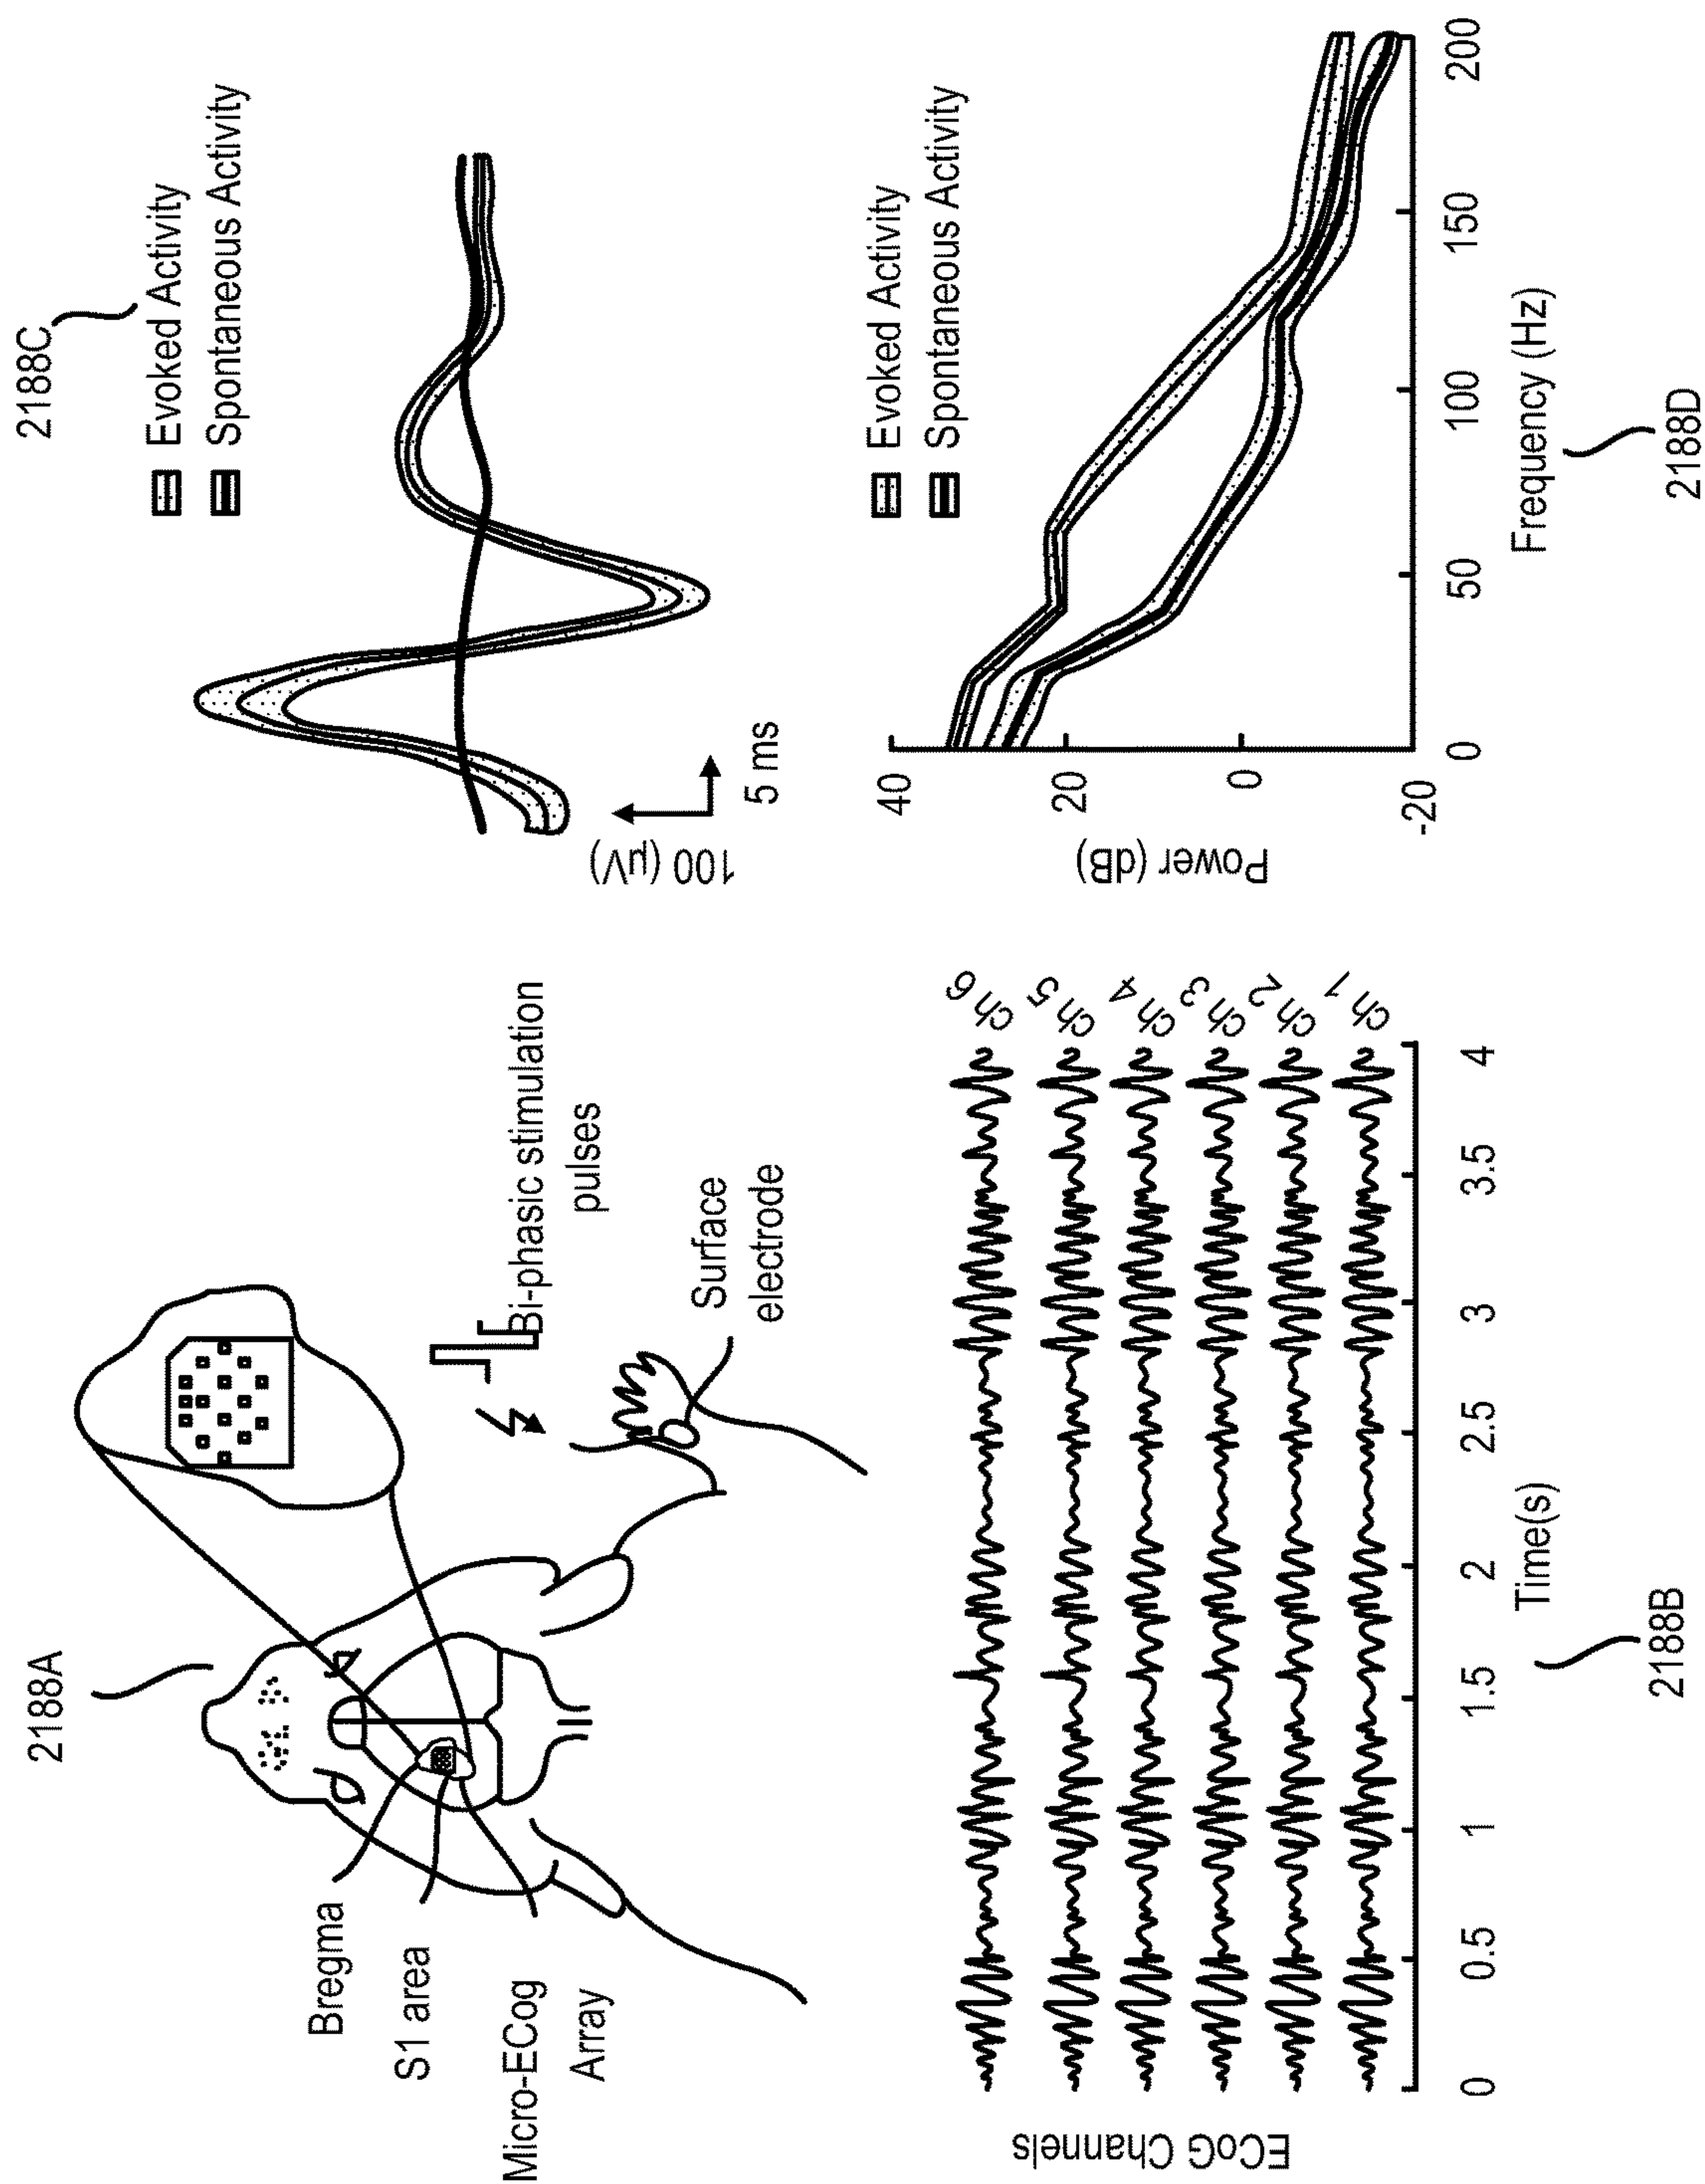 2188A
Bregma
S1 area
Micro-ECog
Array
Bi-phasic stimulation
pulses
Surface
electrode
2188C
Evoked Activity
Spontaneous Activity
100 (µV)
5 ms
ECoG Channels
Ch 6
Ch 5
Ch 4
Ch 3
Ch 2
Ch 1
0 0.5 1 1.5 2 2.5 3 3.5 4
Time(s)
2188B
Evoked Activity
Spontaneous Activity
Power (dB)
40
20
0
-20
0 50 100 150 200
Frequency (Hz)
2188D